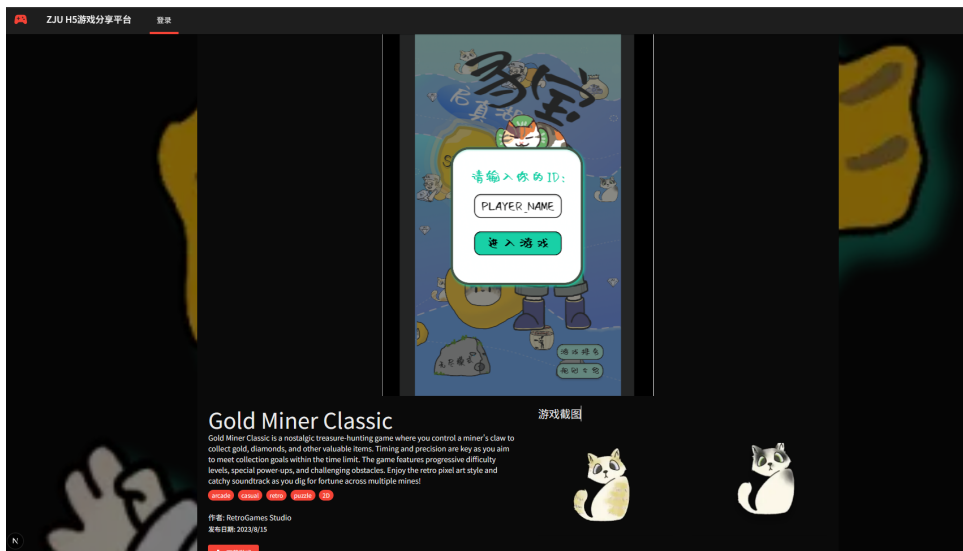 ZJU H5游戏分享平台
登录
夺宝
启真湖
请输入你的ID:
PLAYER_NAME
进入游戏
Gold Miner Classic
Gold Miner Classic is a nostalgic treasure-hunting game where you control a miner's claw to
collect gold, diamonds, and other valuable items. Timing and precision are key as you aim
to meet collection goals within the time limit. The game features progressive difficulty
levels, special power-ups, and challenging obstacles. Enjoy the retro pixel art style and
catchy soundtrack as you dig for fortune across multiple mines!
arcade casual retro puzzle 2D
作者: RetroGames Studio
发布日期: 2023/8/15
游戏截图
N